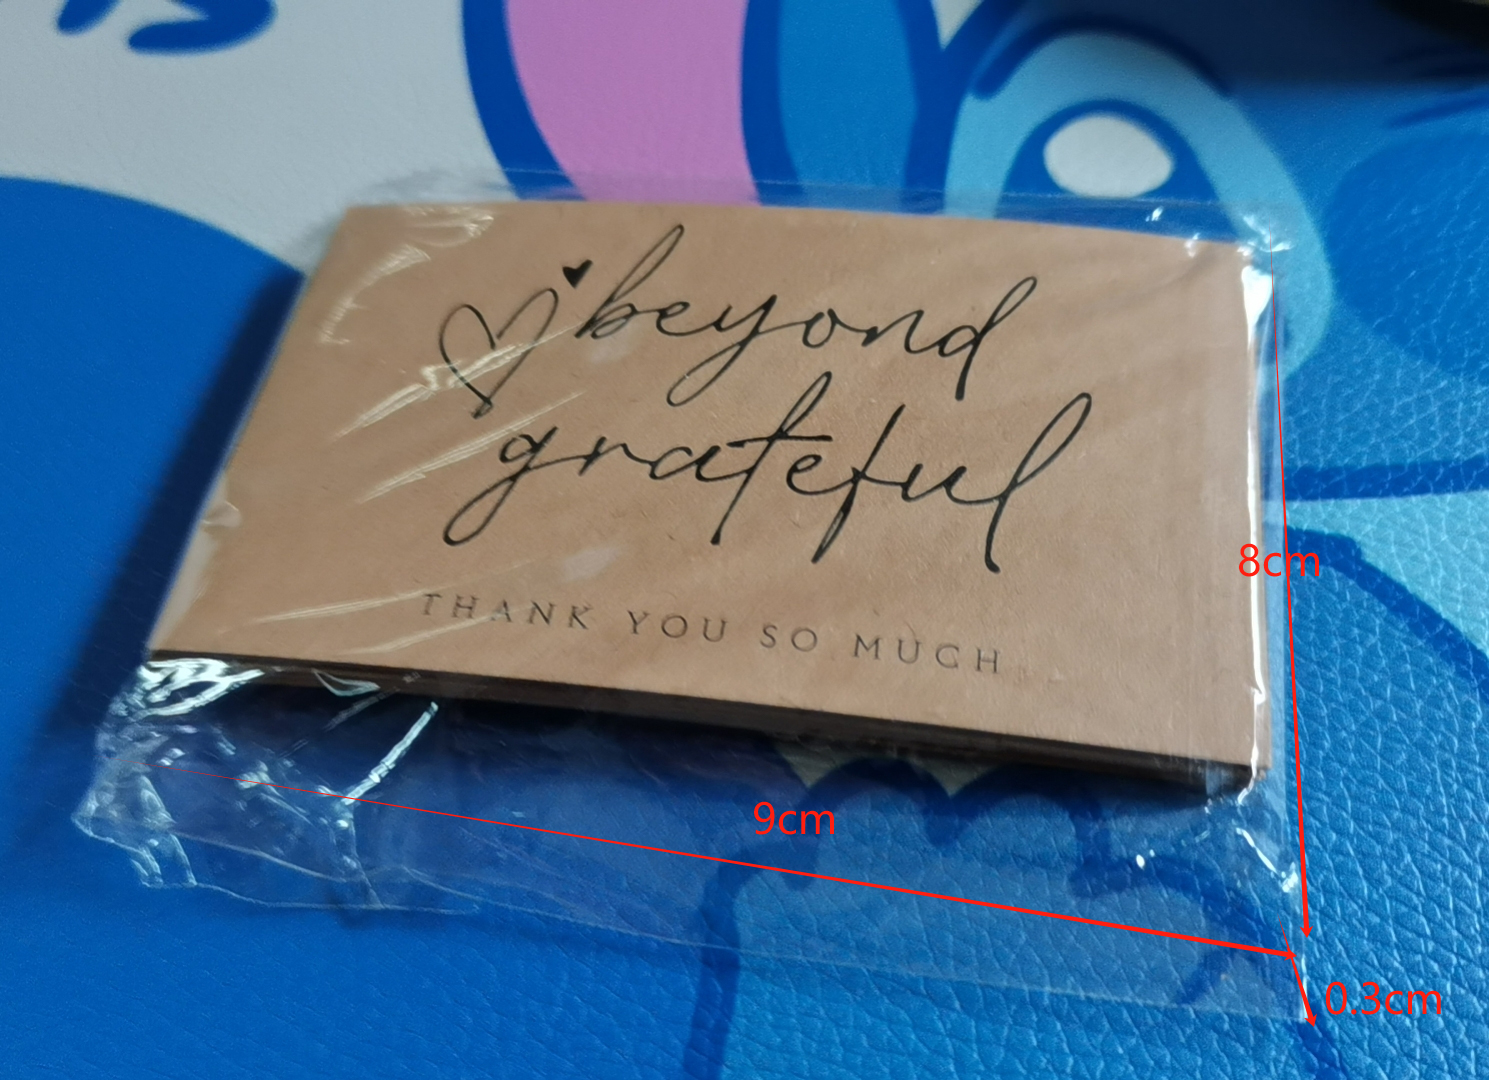 beyond
grateful
THANK YOU SO MUCH
8cm
9cm
0.3cm